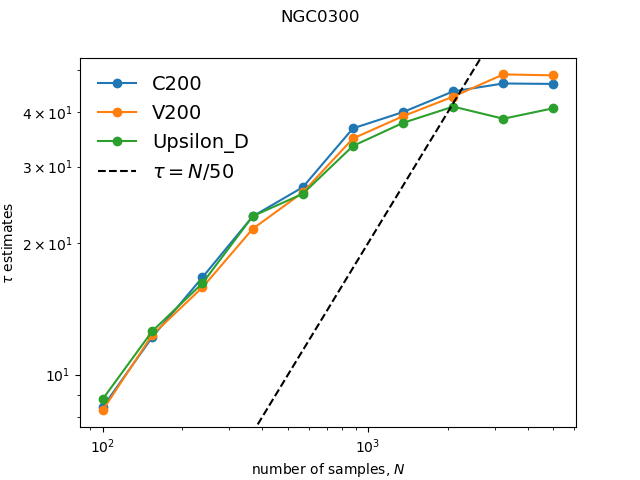 NGC0300
C200
V200
Upsilon_D
τ = N/50
4 × 10¹
3 × 10¹
2 × 10¹
10¹
τ estimates
10² 10³
number of samples, N